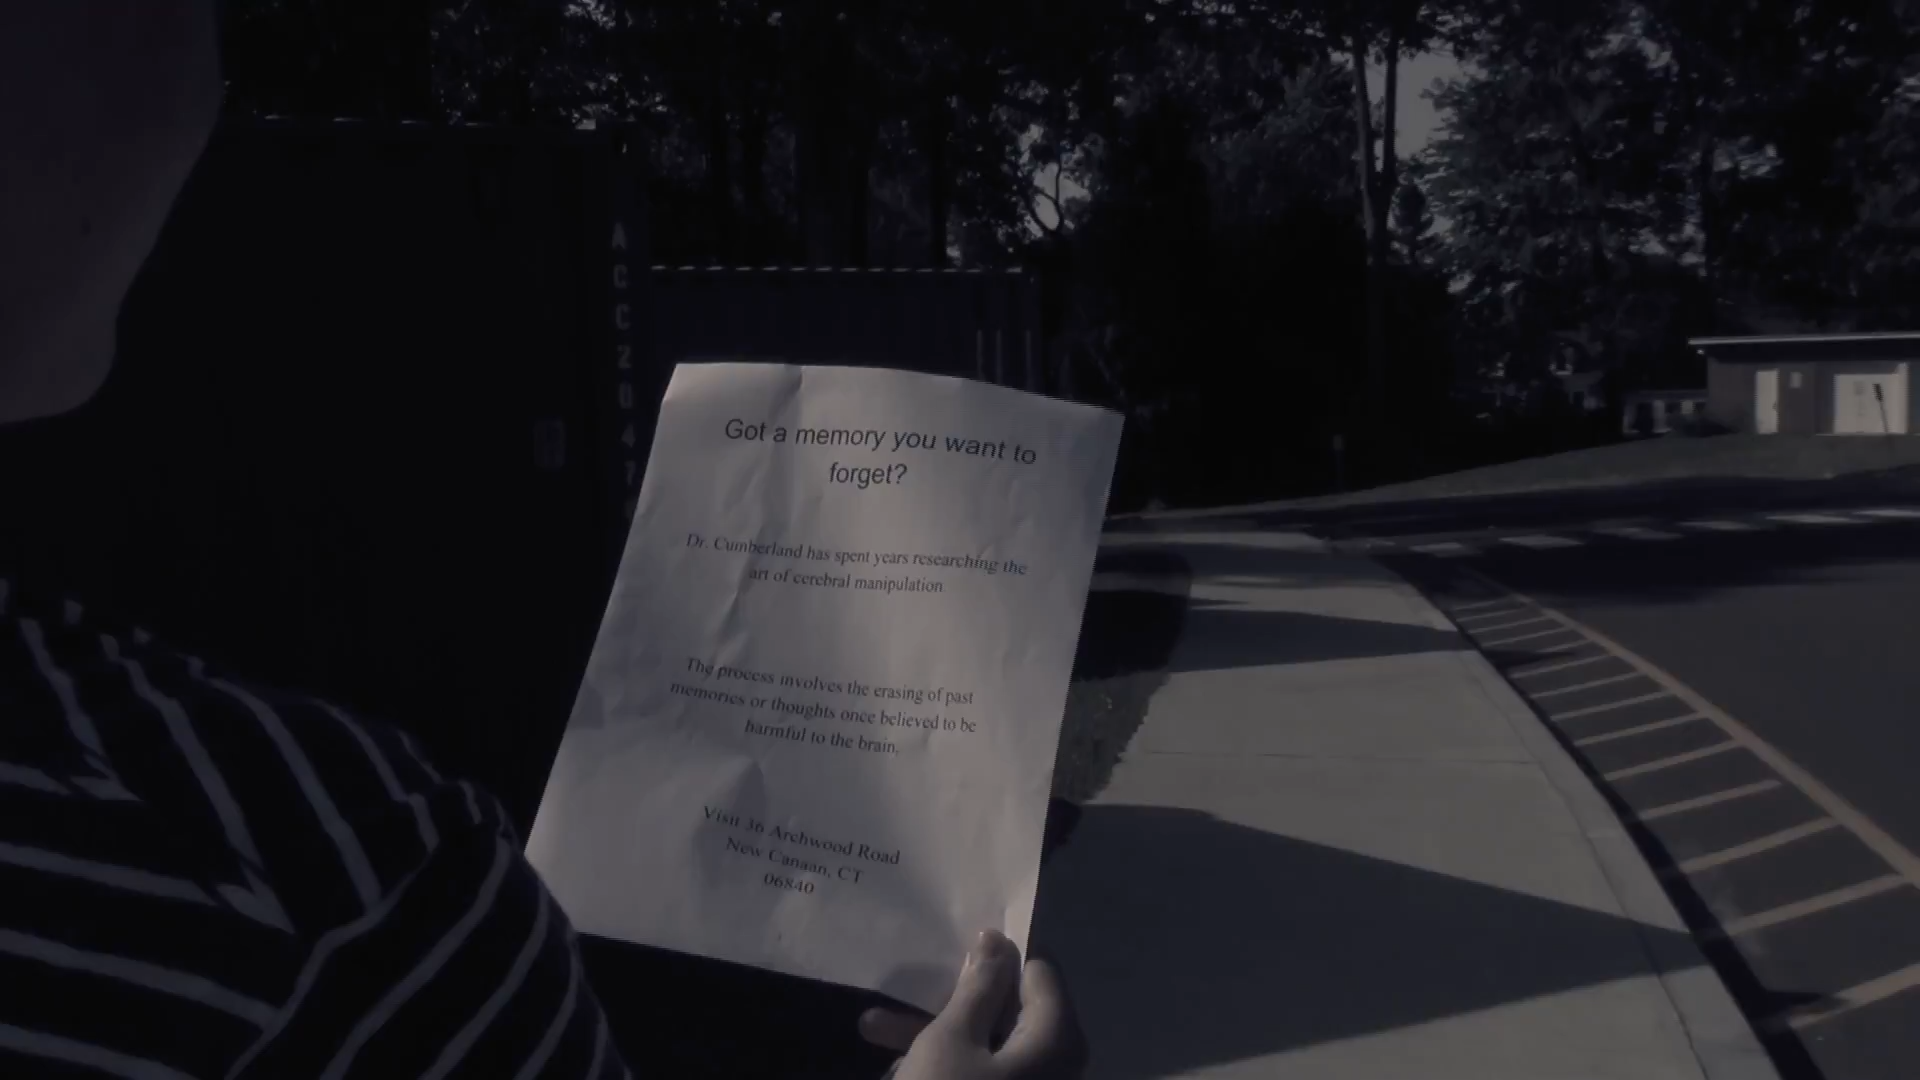 ACC2047
Got a memory you want to
forget?
Dr. Cumberland has spent years researching the
art of cerebral manipulation.
The process involves the erasing of past
memories or thoughts once believed to be
harmful to the brain.
Visit 36 Archwood Road
New Canaan, CT
06840